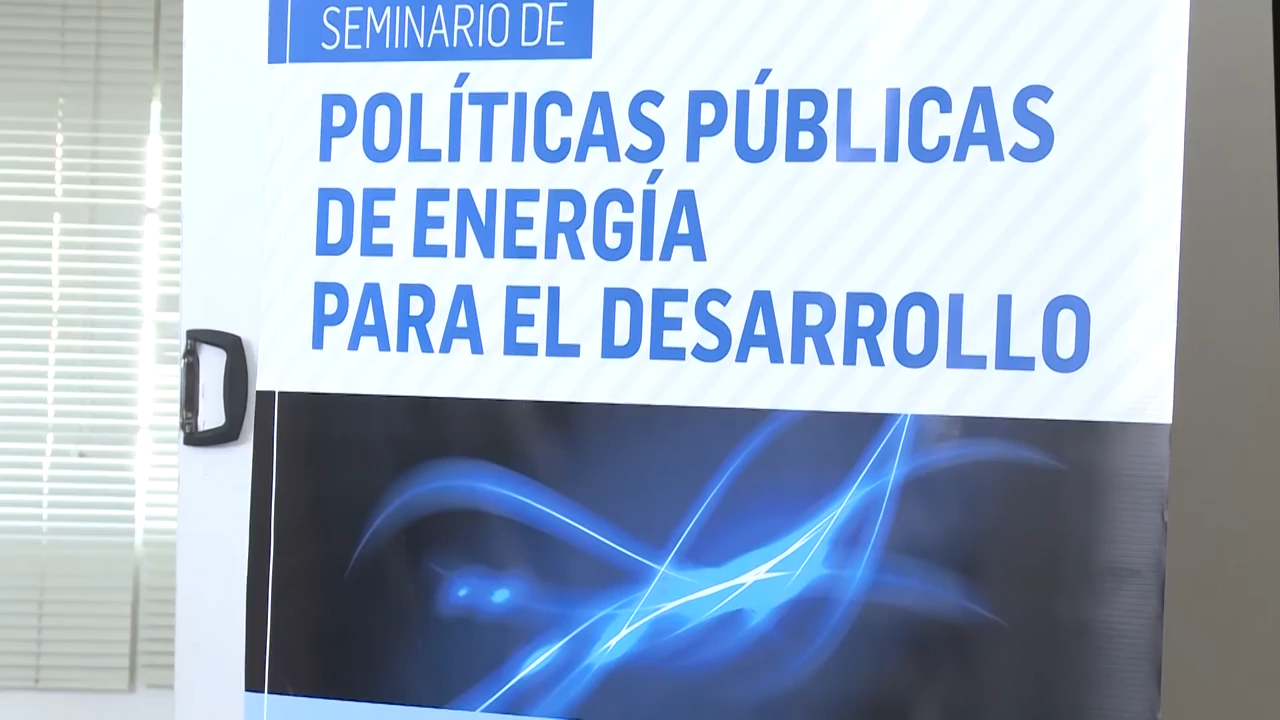 SEMINARIO DE
POLÍTICAS PÚBLICAS
DE ENERGÍA
PARA EL DESARROLLO